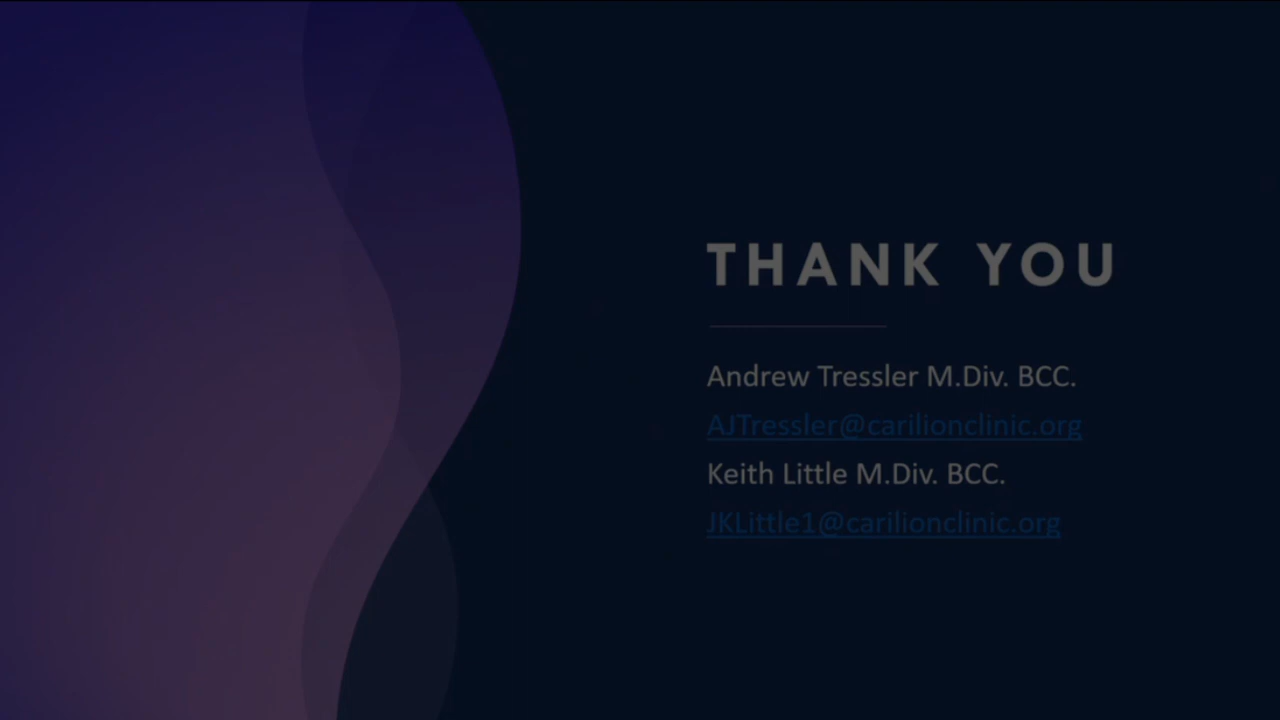 THANK YOU
Andrew Tressler M.Div. BCC.
AJTressler@carilionclinic.org
Keith Little M.Div. BCC.
JKLittle1@carilionclinic.org